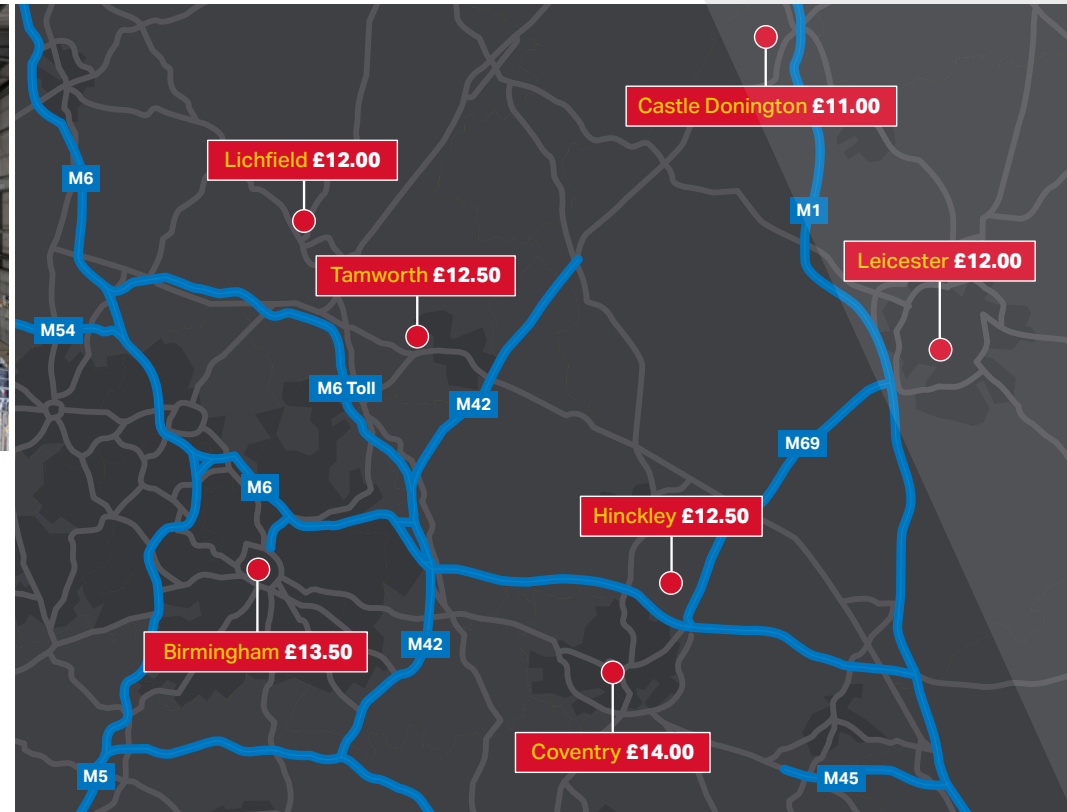 Castle Donington £11.00
Lichfield £12.00
M6
M1
Leicester £12.00
Tamworth £12.50
M54
M6 Toll
M42
M69
M6
Hinckley £12.50
Birmingham £13.50
M42
Coventry £14.00
M5
M45